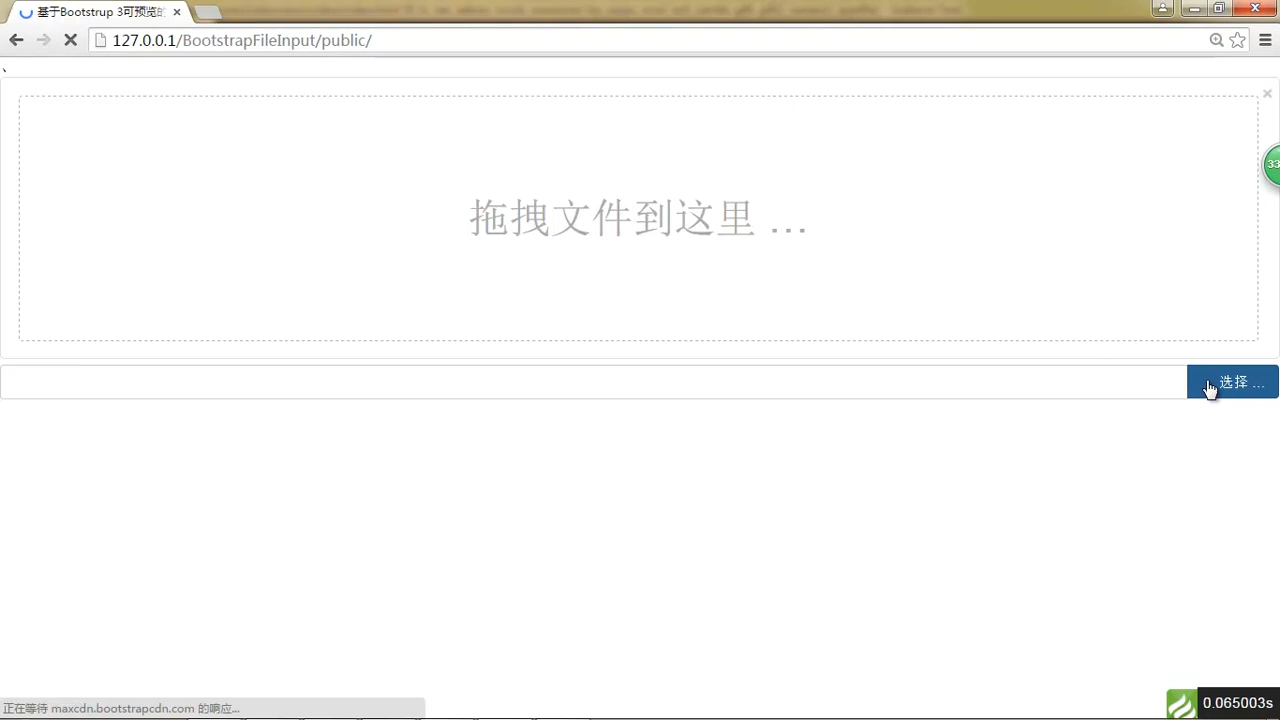 基于Bootstrup 3可预览的
127.0.0.1/BootstrapFileInput/public/
、
×
33
拖拽文件到这里 …
选择 …
正在等待 maxcdn.bootstrapcdn.com 的响应...
0.065003s